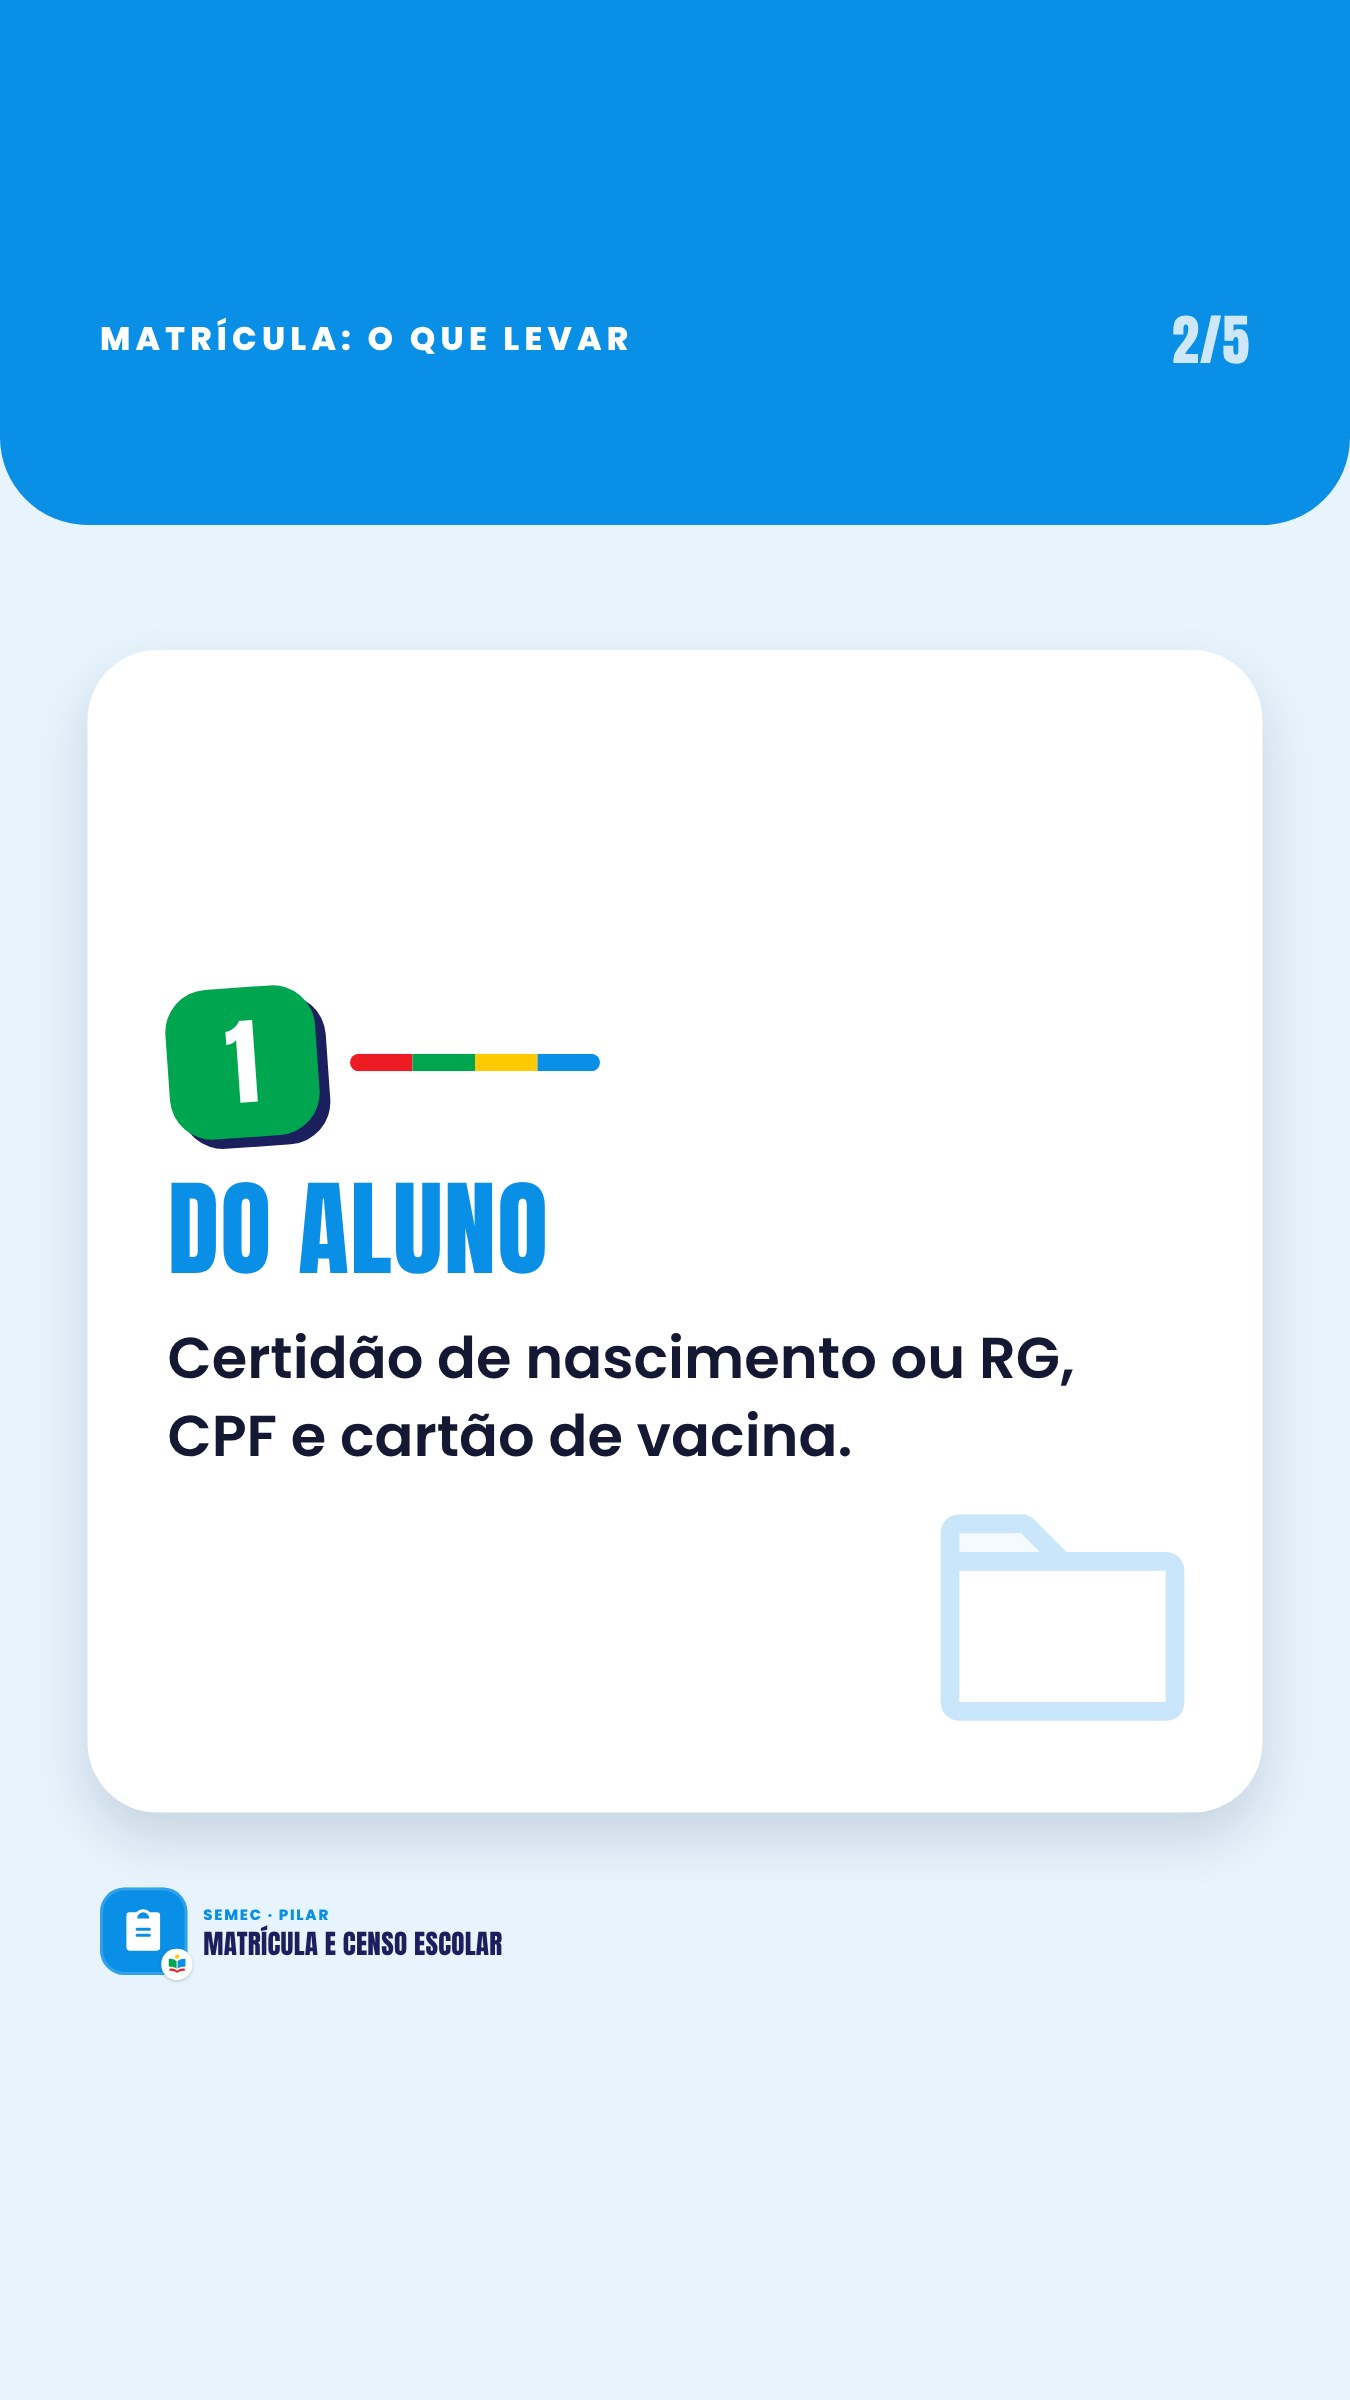 MATRÍCULA: O QUE LEVAR
2/5
1
DO ALUNO
Certidão de nascimento ou RG,
CPF e cartão de vacina.
SEMEC · PILAR
MATRÍCULA E CENSO ESCOLAR